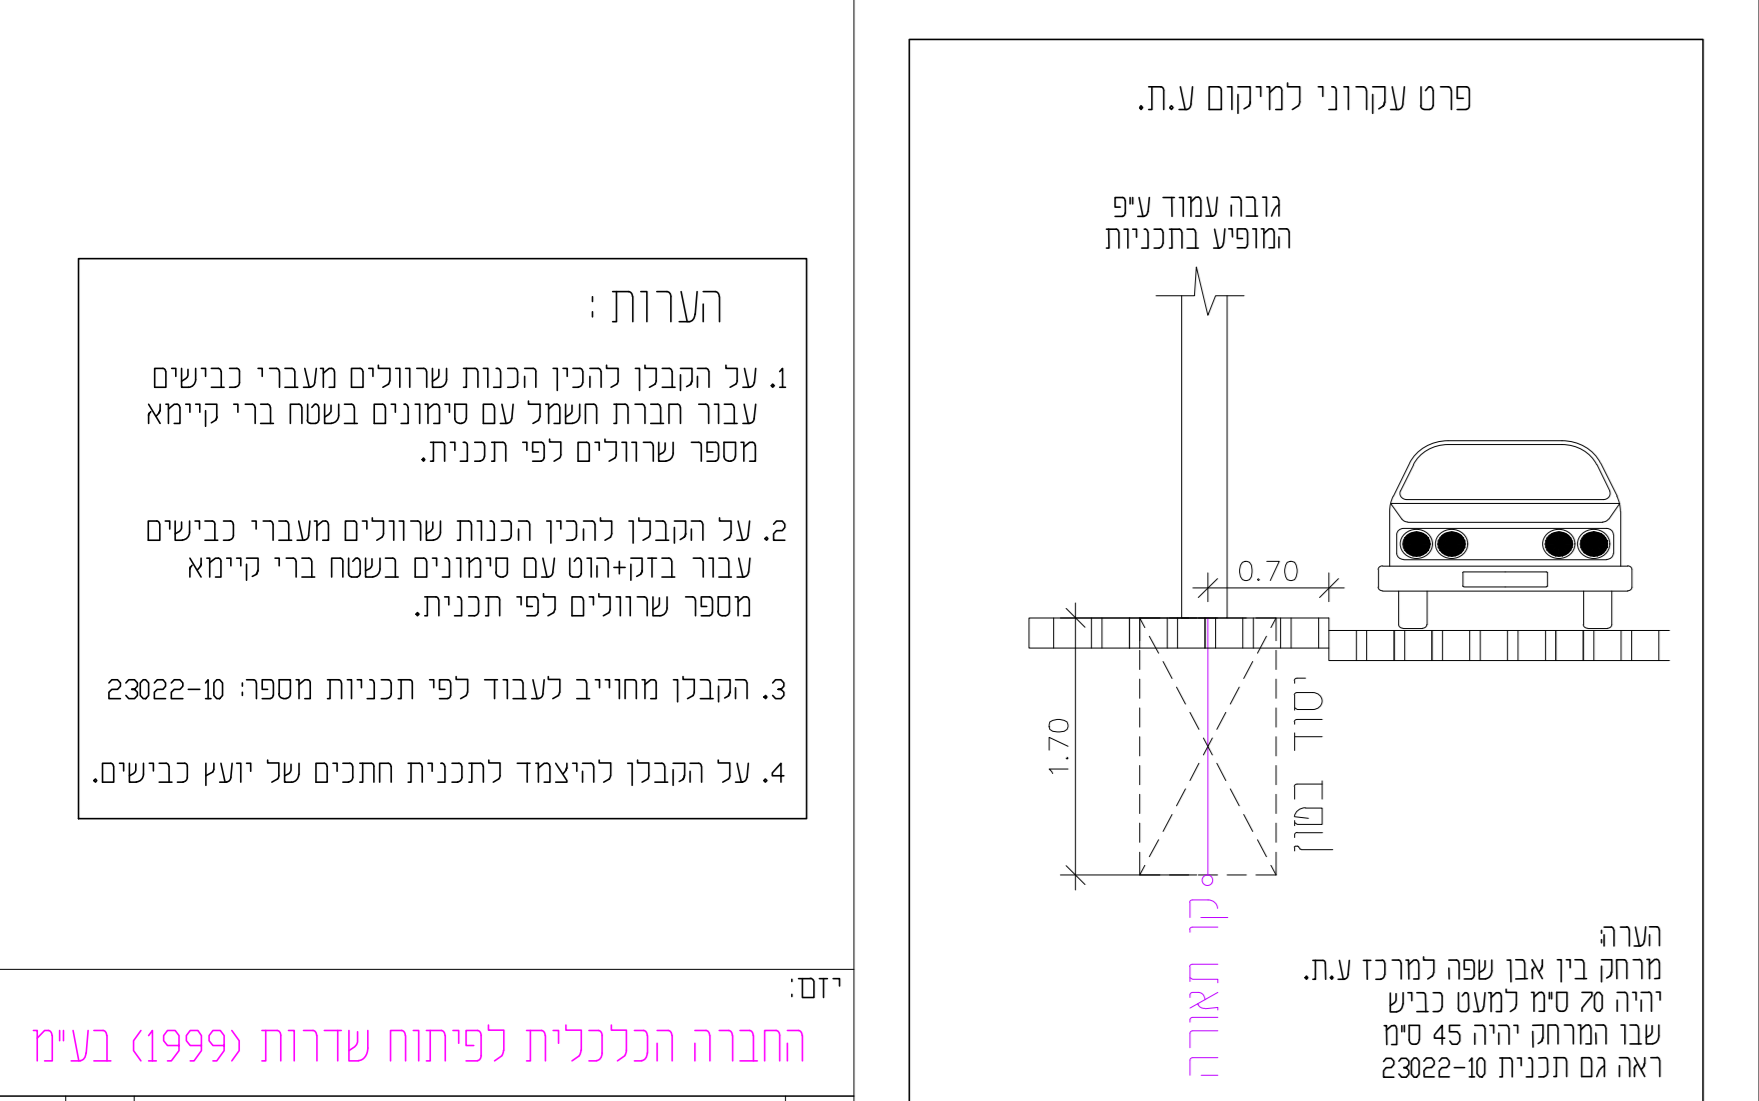 פרט עקרוני למיקום ע.ת.
גובה עמוד ע"פ
המופיע בתכניות
0.70
1.70
יסוד בטון
קו תאורה
הערה:
מרחק בין אבן שפה למרכז ע.ת.
יהיה 70 ס"מ למעט כביש
שבו המרחק יהיה 45 ס"מ
ראה גם תכנית 23022-10
הערות :
1. על הקבלן להכין הכנות שרוולים מעברי כבישים
עבור חברת חשמל עם סימונים בשטח ברי קיימא
מספר שרוולים לפי תכנית.
2. על הקבלן להכין הכנות שרוולים מעברי כבישים
עבור בזק+הוט עם סימונים בשטח ברי קיימא
מספר שרוולים לפי תכנית.
3. הקבלן מחוייב לעבוד לפי תכניות מספר: 23022-10
4. על הקבלן להיצמד לתכנית חתכים של יועץ כבישים.
יזם:
החברה הכלכלית לפיתוח שדרות (1999) בע"מ